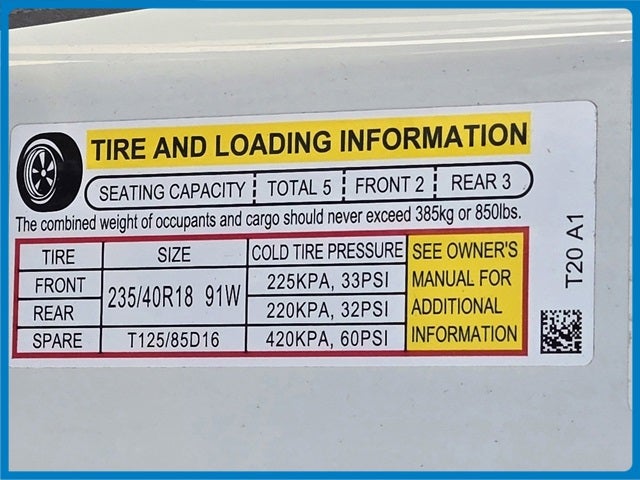 TIRE AND LOADING INFORMATION
SEATING CAPACITY TOTAL 5 FRONT 2 REAR 3
The combined weight of occupants and cargo should never exceed 385kg or 850lbs.
TIRE SIZE COLD TIRE PRESSURE
FRONT 235/40R18 91W 225KPA, 33PSI
REAR 220KPA, 32PSI
SPARE T125/85D16 420KPA, 60PSI
SEE OWNER'S
MANUAL FOR
ADDITIONAL
INFORMATION
T20 A1